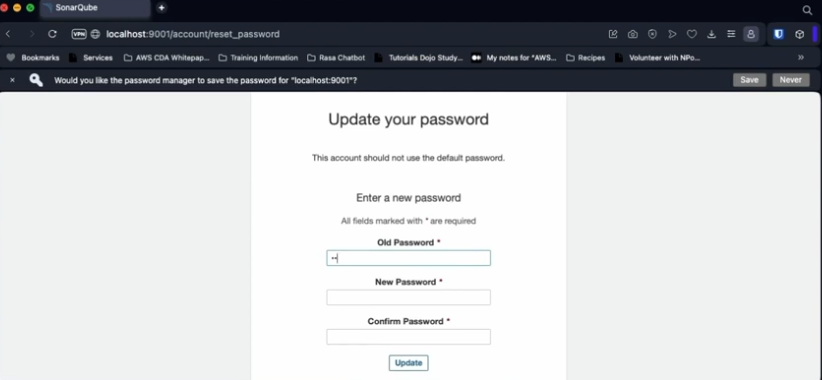 SonarQube
VPN localhost:9001/account/reset_password
Bookmarks Services AWS CDA Whitepap... Training Information Rasa Chatbot Tutorials Dojo Study... My notes for "AWS... Recipes Volunteer with NPo...
Would you like the password manager to save the password for "localhost:9001"? Save Never
Update your password
This account should not use the default password.
Enter a new password
All fields marked with * are required
Old Password *
New Password *
Confirm Password *
Update